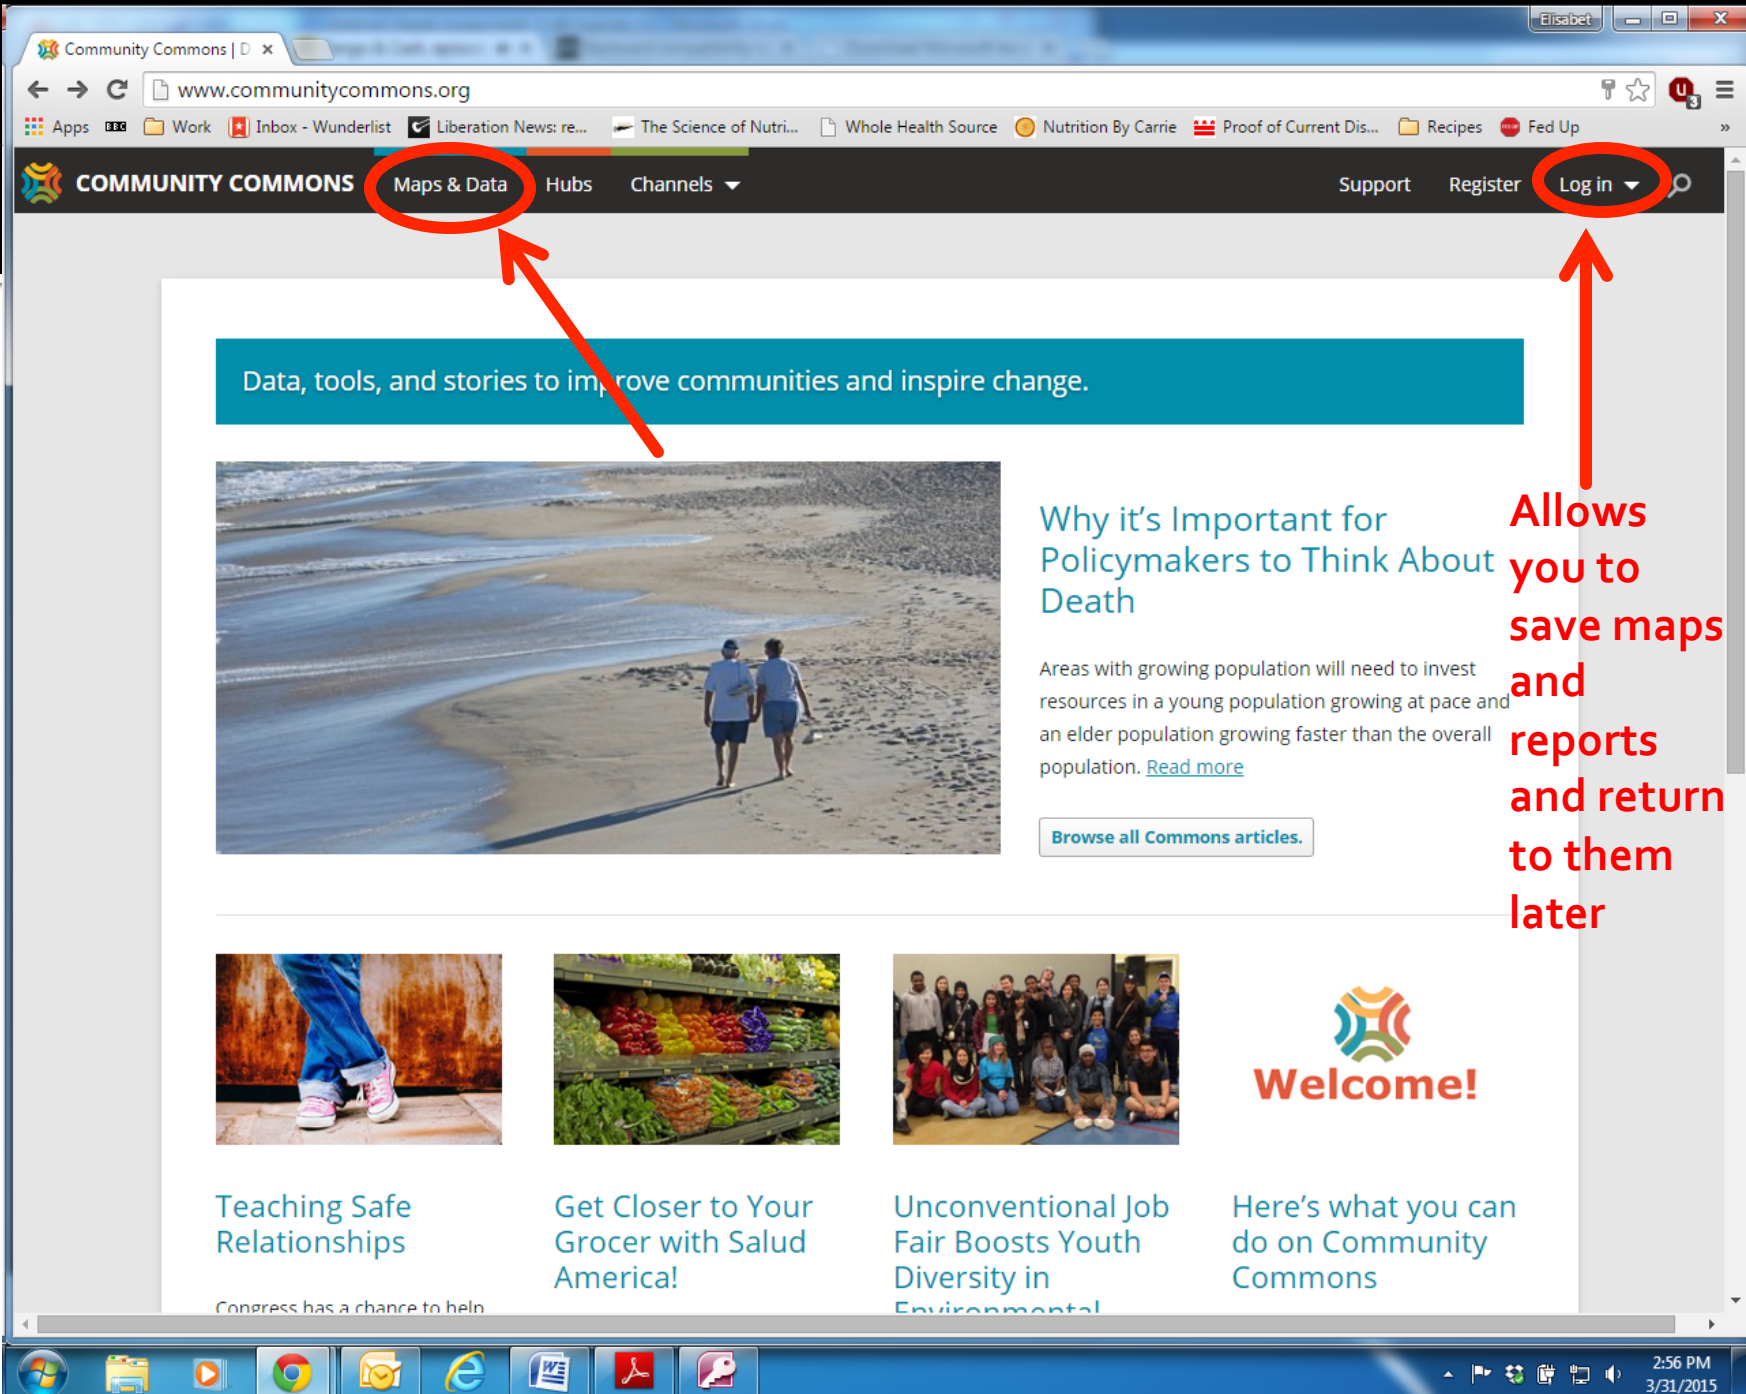 Elisabet
Community Commons | D
www.communitycommons.org
Apps BBC Work Inbox - Wunderlist Liberation News: re... The Science of Nutri... Whole Health Source Nutrition By Carrie Proof of Current Dis... Recipes Fed Up »
COMMUNITY COMMONS Maps & Data Hubs Channels Support Register Log in
Data, tools, and stories to improve communities and inspire change.
Why it's Important for
Policymakers to Think About
Death
Areas with growing population will need to invest
resources in a young population growing at pace and
an elder population growing faster than the overall
population. Read more
Browse all Commons articles.
Allows
you to
save maps
and
reports
and return
to them
later
Welcome!
Teaching Safe
Relationships
Congress has a chance to help
Get Closer to Your
Grocer with Salud
America!
Unconventional Job
Fair Boosts Youth
Diversity in
Environmental
Here's what you can
do on Community
Commons
2:56 PM
3/31/2015